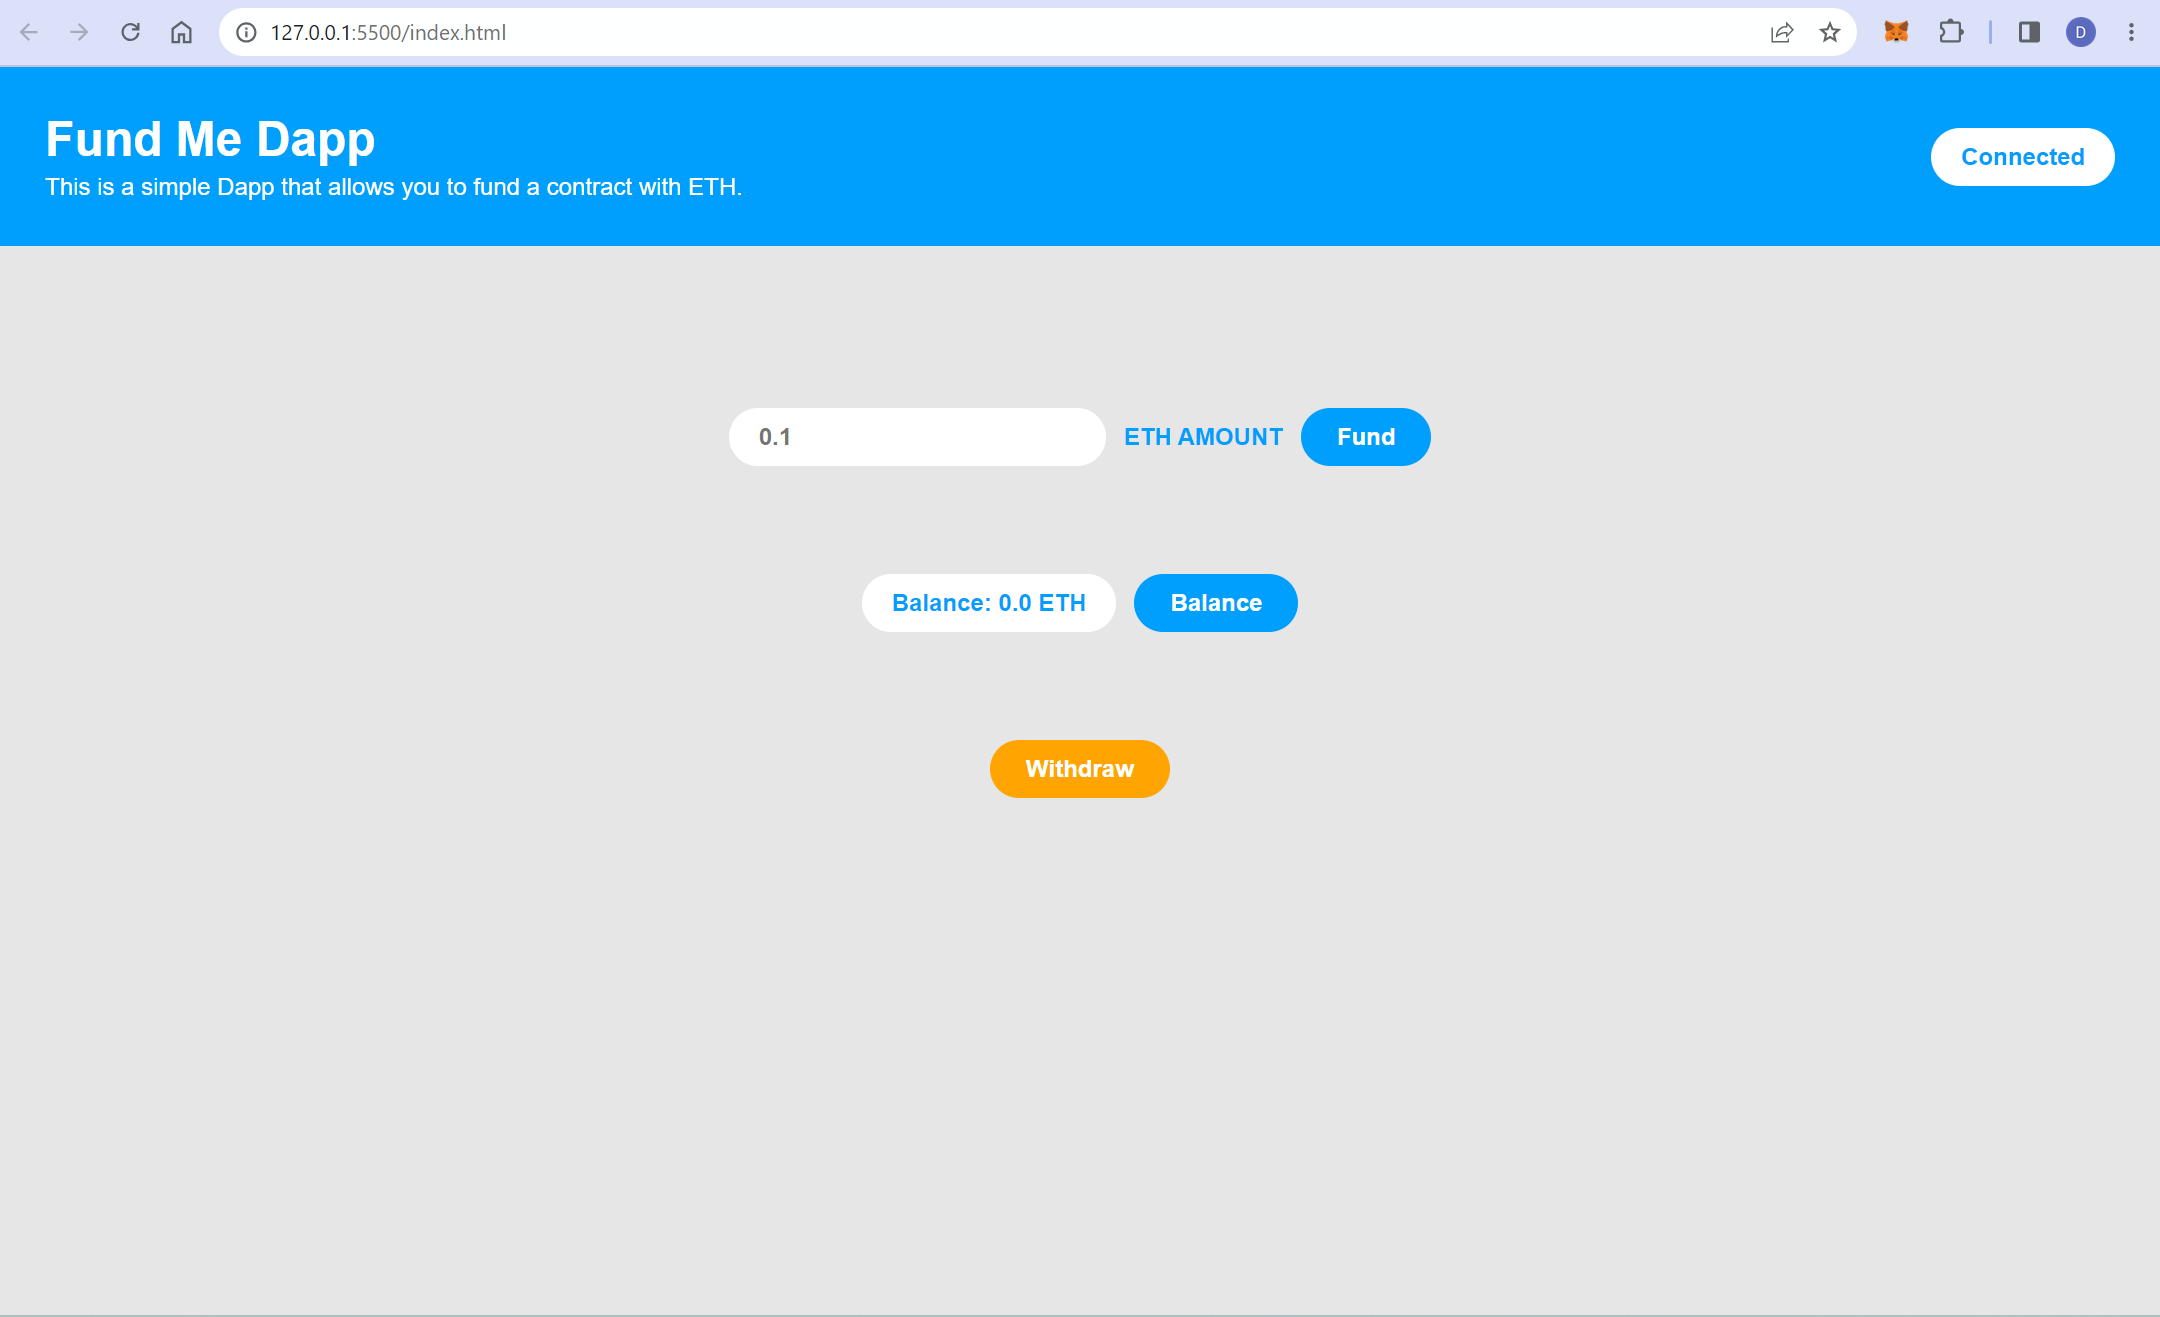 127.0.0.1:5500/index.html
D
Fund Me Dapp
This is a simple Dapp that allows you to fund a contract with ETH.
Connected
0.1 ETH AMOUNT Fund
Balance: 0.0 ETH Balance
Withdraw